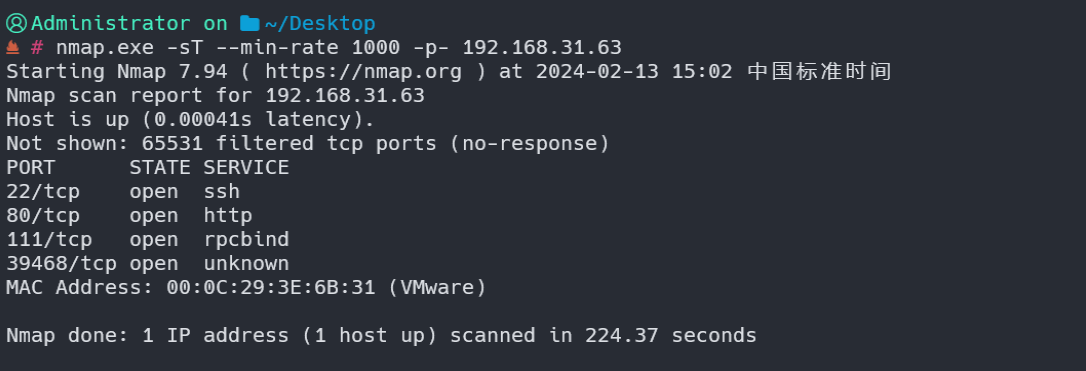 Administrator on ~/Desktop
# nmap.exe -sT --min-rate 1000 -p- 192.168.31.63
Starting Nmap 7.94 ( https://nmap.org ) at 2024-02-13 15:02 中国标准时间
Nmap scan report for 192.168.31.63
Host is up (0.00041s latency).
Not shown: 65531 filtered tcp ports (no-response)
PORT      STATE SERVICE
22/tcp    open  ssh
80/tcp    open  http
111/tcp   open  rpcbind
39468/tcp open  unknown
MAC Address: 00:0C:29:3E:6B:31 (VMware)
Nmap done: 1 IP address (1 host up) scanned in 224.37 seconds